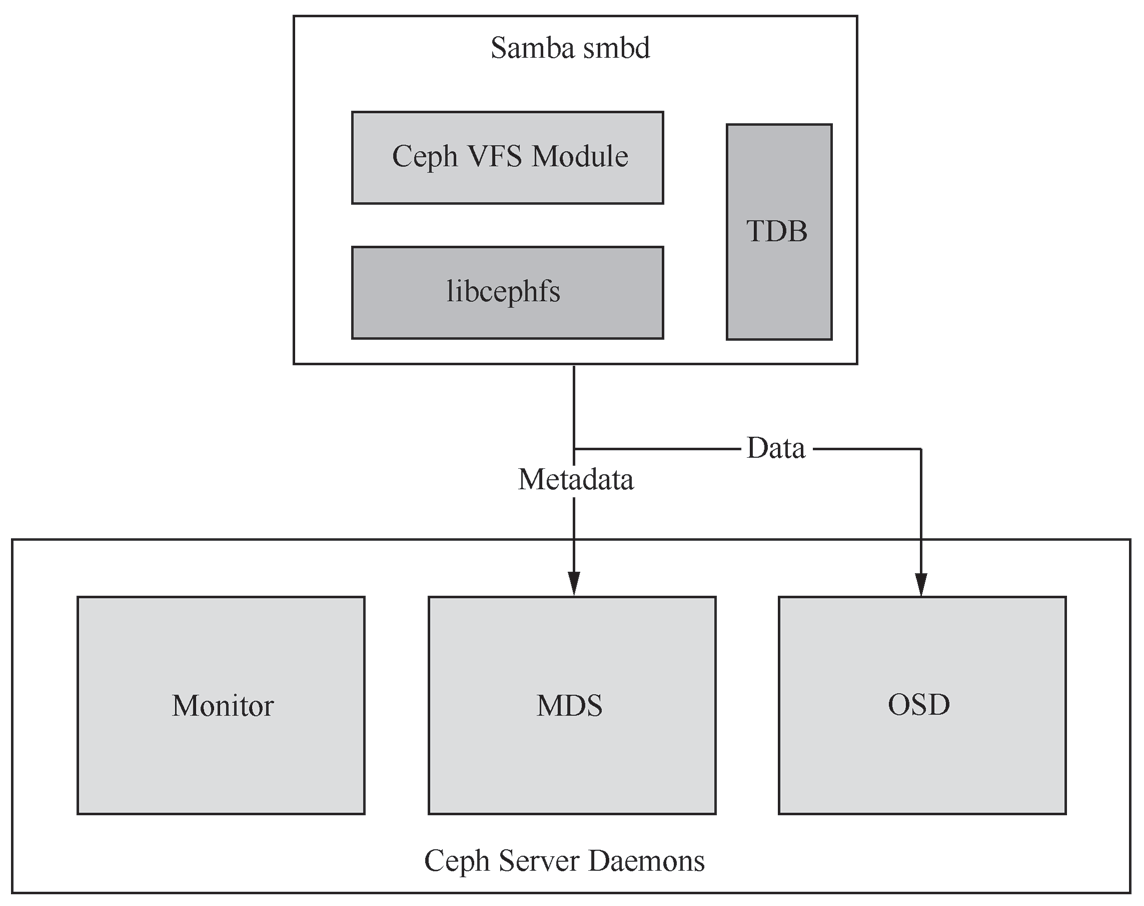 Samba smbd
Ceph VFS Module
TDB
libcephfs
Data
Metadata
Monitor
MDS
OSD
Ceph Server Daemons